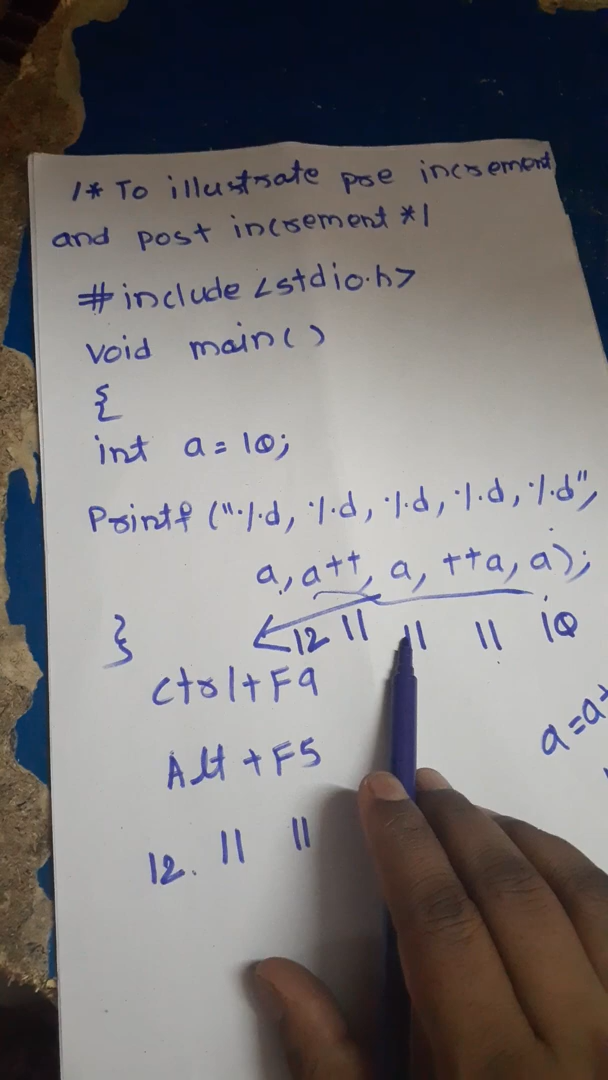 /* To illustrate pre increment
and post increment */
#include <stdio.h>
void main()
{
int a = 10;
Printf ("%d, %d, %d, %d, %d",
a, a++, a, ++a, a);
12 11 11 11 10
}
Ctrl + F9
a=a+
Alt + F5
12. 11 11